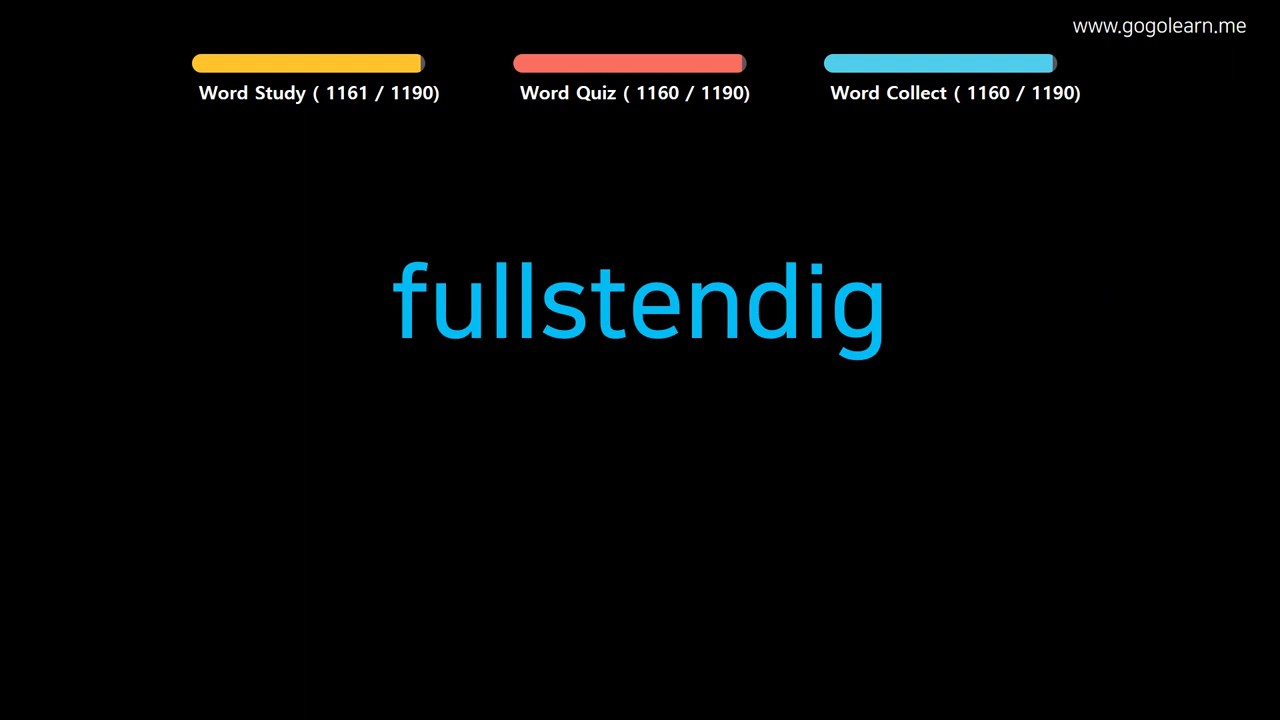 www.gogolearn.me
Word Study ( 1161 / 1190)
Word Quiz ( 1160 / 1190)
Word Collect ( 1160 / 1190)
fullstendig